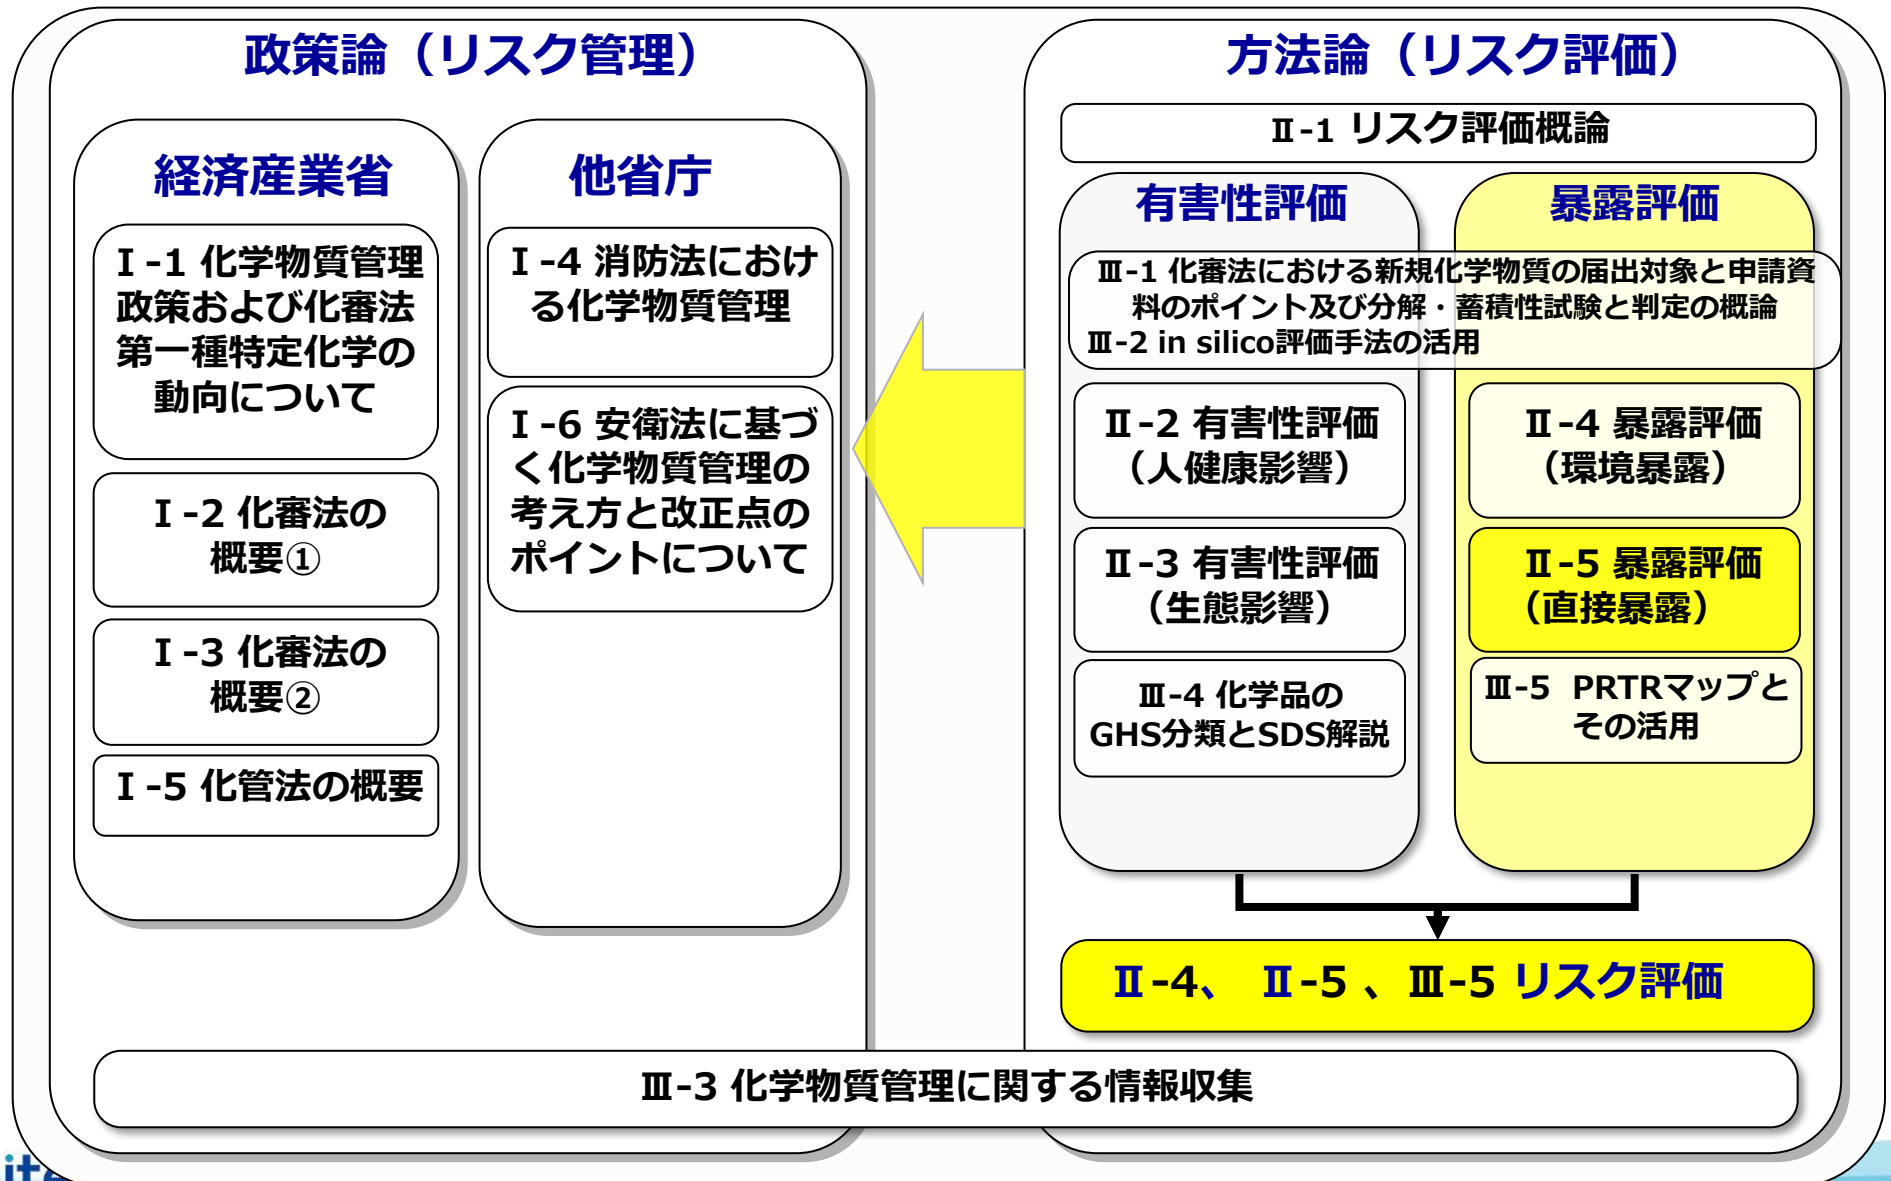 政策論（リスク管理）
経済産業省
Ⅰ-1 化学物質管理
政策および化審法
第一種特定化学の
動向について
Ⅰ-2 化審法の
概要①
Ⅰ-3 化審法の
概要②
Ⅰ-5 化管法の概要
他省庁
Ⅰ-4 消防法におけ
る化学物質管理
Ⅰ-6 安衛法に基づ
く化学物質管理の
考え方と改正点の
ポイントについて
方法論（リスク評価）
Ⅱ-1 リスク評価概論
有害性評価
暴露評価
Ⅲ-1 化審法における新規化学物質の届出対象と申請資
料のポイント及び分解・蓄積性試験と判定の概論
Ⅲ-2 in silico評価手法の活用
Ⅱ-2 有害性評価
（人健康影響）
Ⅱ-3 有害性評価
（生態影響）
Ⅲ-4 化学品の
GHS分類とSDS解説
Ⅱ-4 暴露評価
（環境暴露）
Ⅱ-5 暴露評価
（直接暴露）
Ⅲ-5 PRTRマップと
その活用
Ⅱ-4、 Ⅱ-5 、Ⅲ-5 リスク評価
Ⅲ-3 化学物質管理に関する情報収集